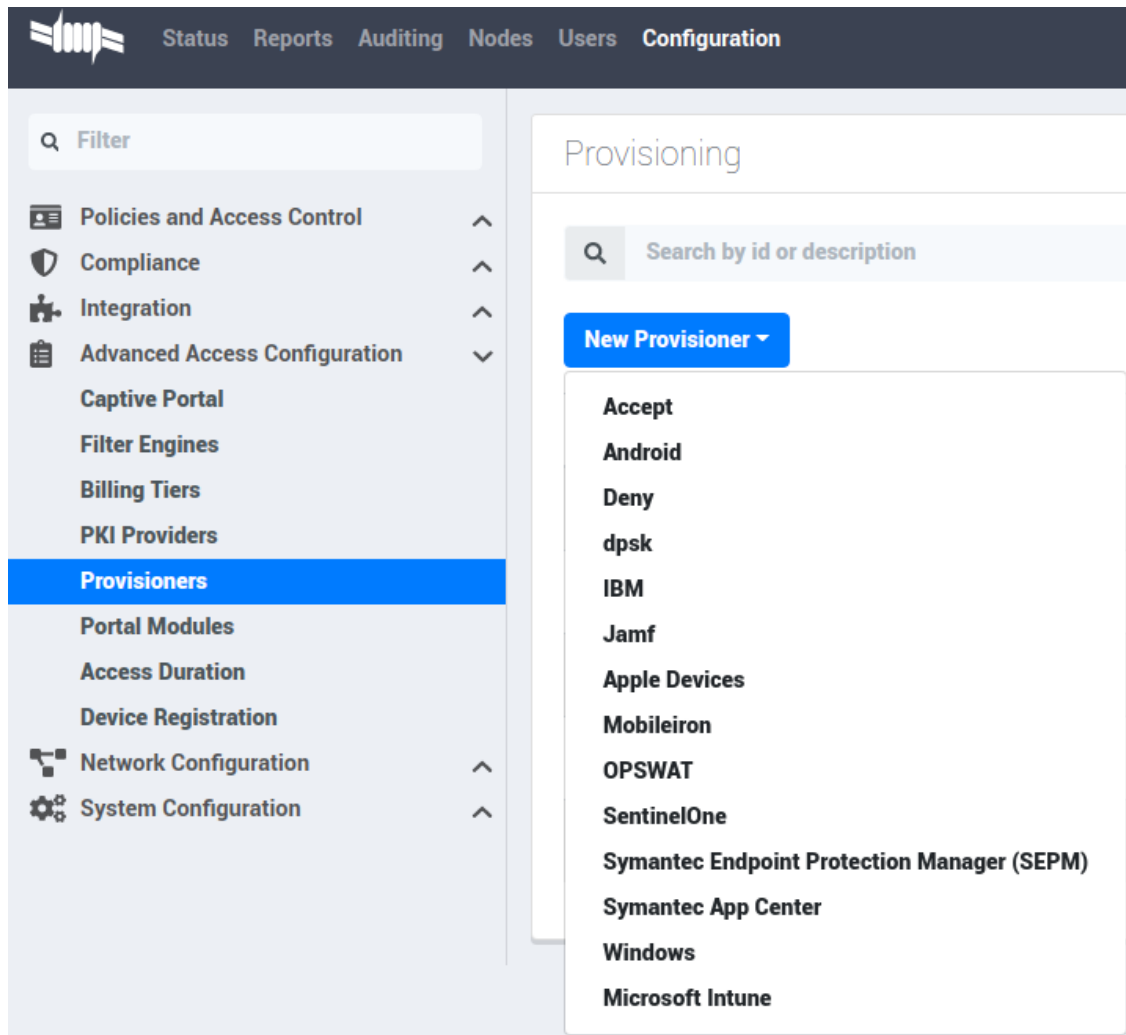 Status Reports Auditing Nodes Users Configuration
Filter
Policies and Access Control
Compliance
Integration
Advanced Access Configuration
Captive Portal
Filter Engines
Billing Tiers
PKI Providers
Provisioners
Portal Modules
Access Duration
Device Registration
Network Configuration
System Configuration
Provisioning
Search by id or description
New Provisioner
Accept
Android
Deny
dpsk
IBM
Jamf
Apple Devices
Mobileiron
OPSWAT
SentinelOne
Symantec Endpoint Protection Manager (SEPM)
Symantec App Center
Windows
Microsoft Intune